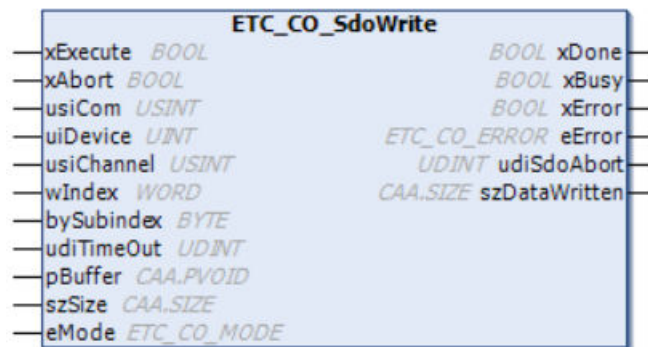 ETC_CO_SdoWrite
xExecute BOOL BOOL xDone
xAbort BOOL BOOL xBusy
usiCom USINT BOOL xError
uiDevice UINT ETC_CO_ERROR eError
usiChannel USINT UDINT udiSdoAbort
wIndex WORD CAA.SIZE szDataWritten
bySubindex BYTE
udiTimeOut UDINT
pBuffer CAA.PVOID
szSize CAA.SIZE
eMode ETC_CO_MODE